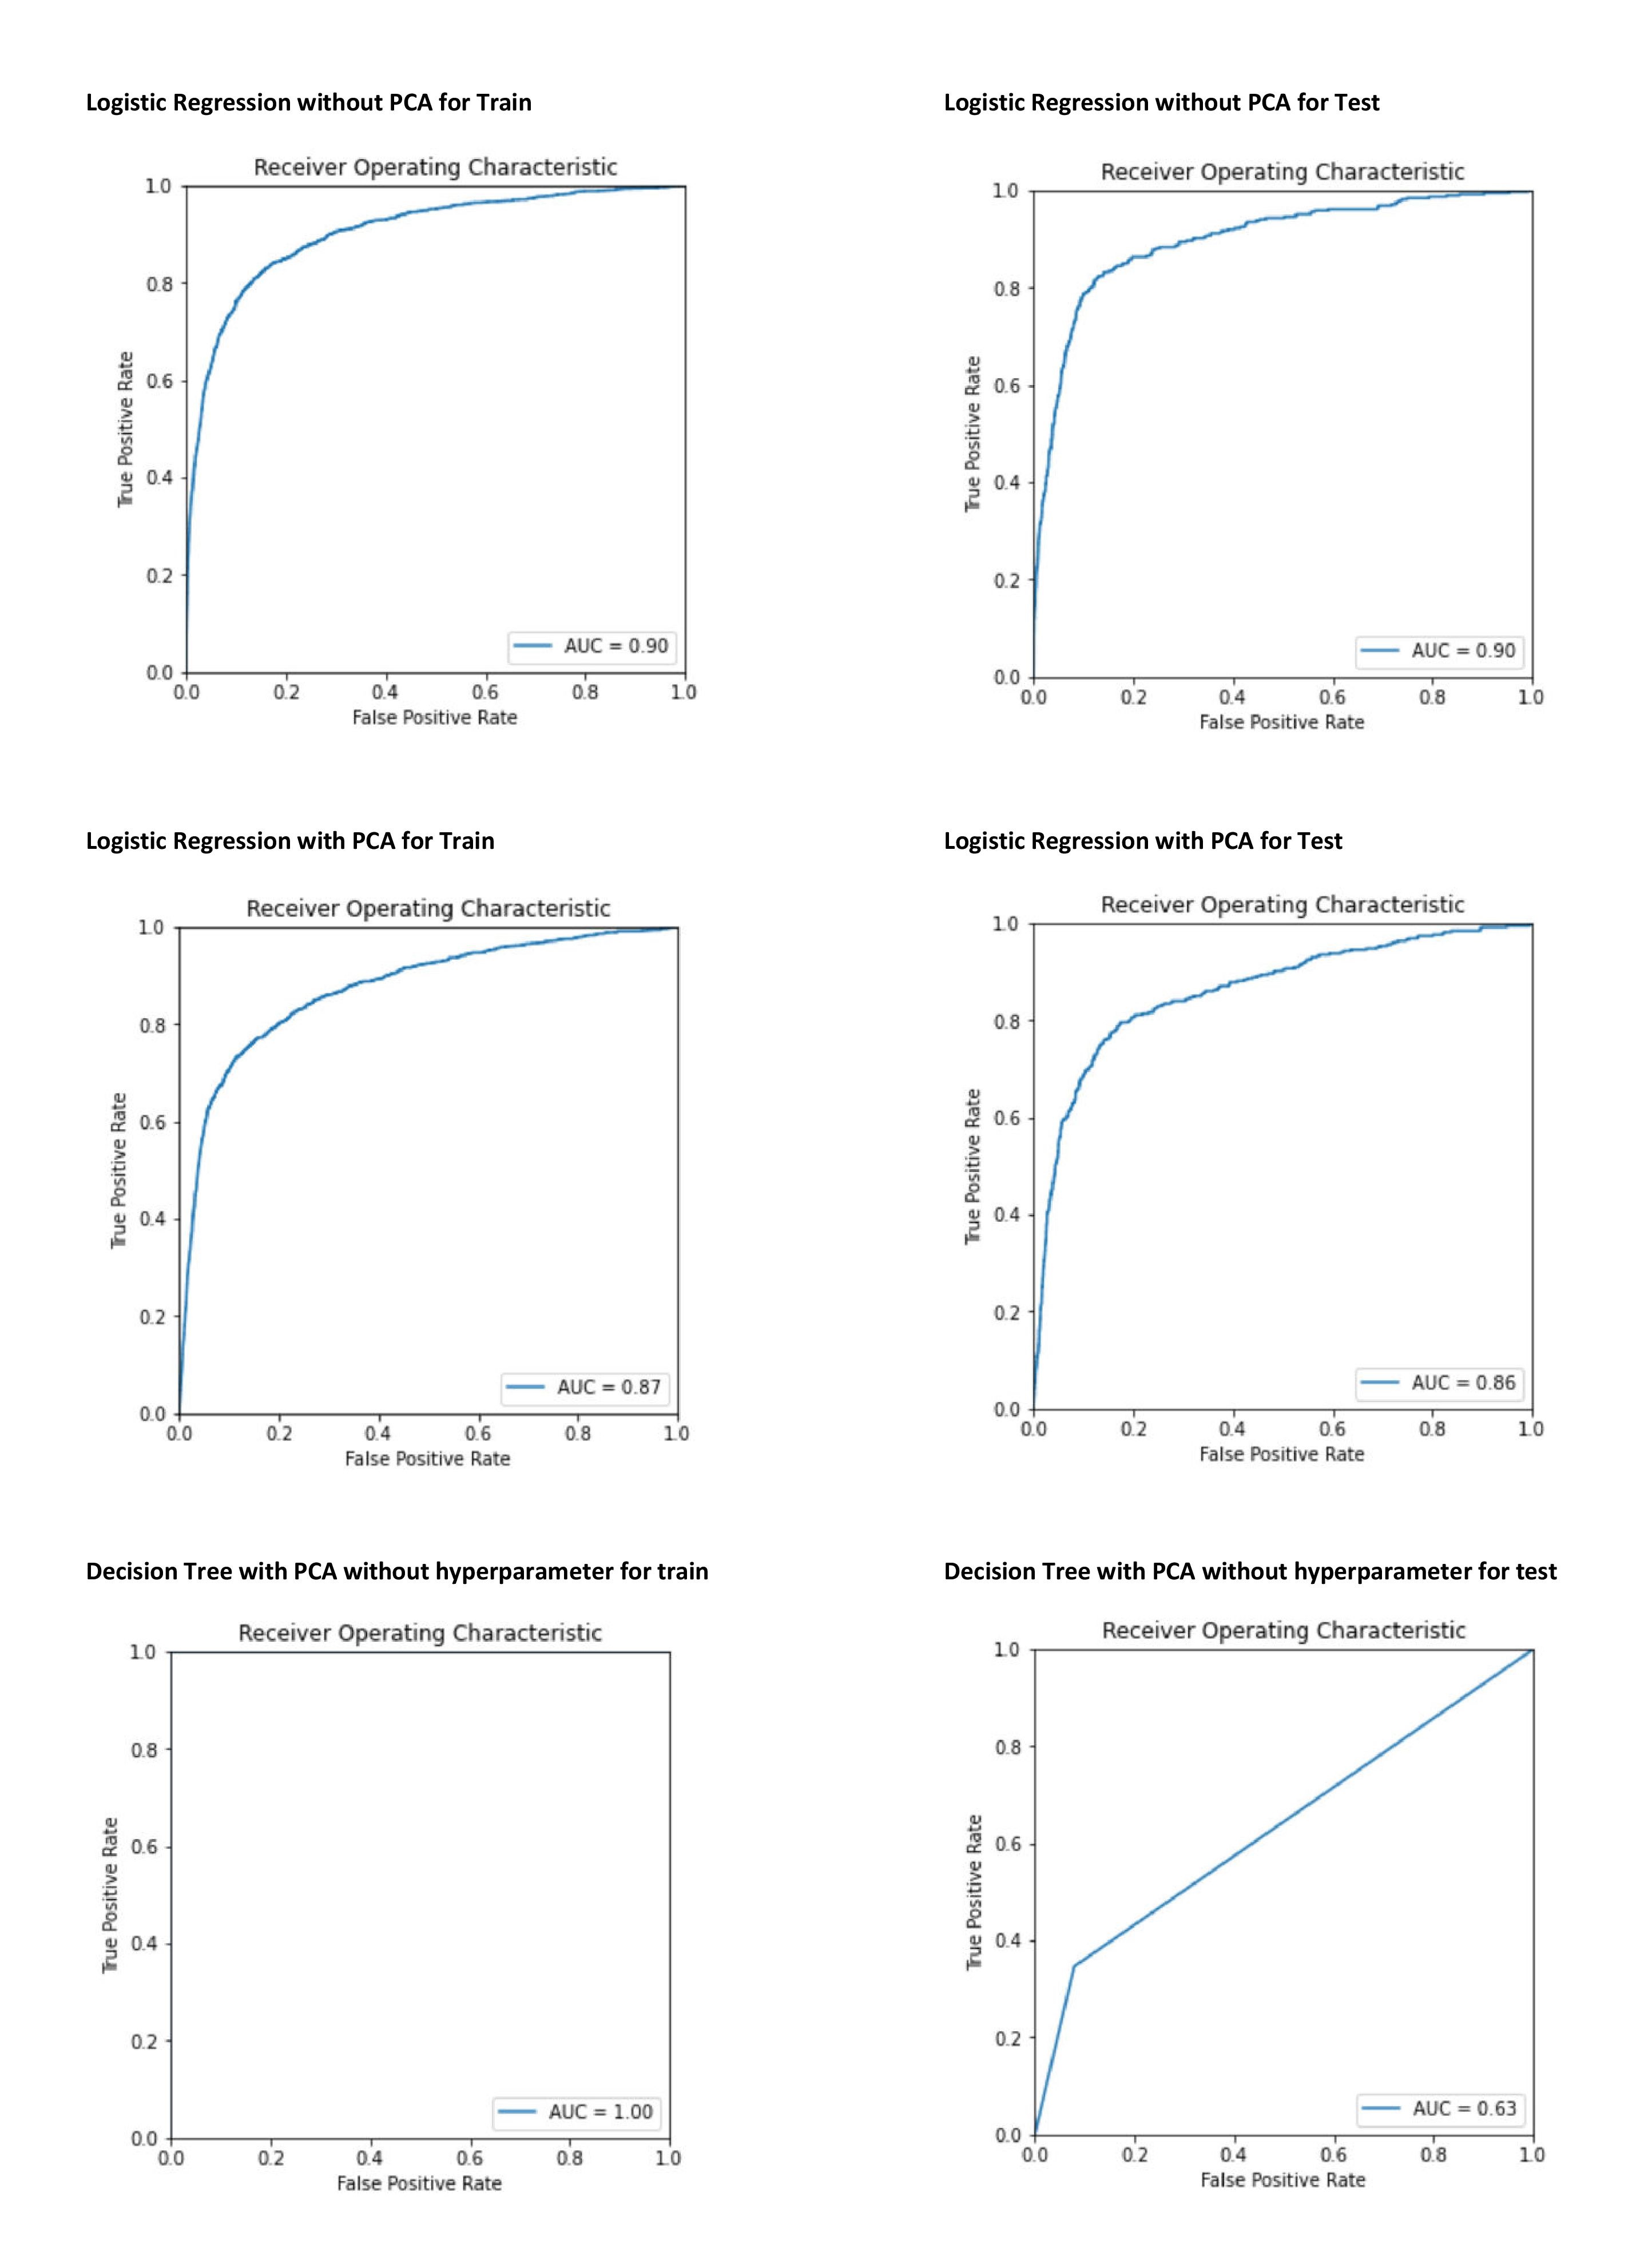 Logistic Regression without PCA for Train
Logistic Regression without PCA for Test
Receiver Operating Characteristic
1.0
0.8
0.6
0.4
0.2
0.0
True Positive Rate
AUC = 0.90
0.0 0.2 0.4 0.6 0.8 1.0
False Positive Rate
Receiver Operating Characteristic
1.0
0.8
0.6
0.4
0.2
0.0
True Positive Rate
AUC = 0.90
0.0 0.2 0.4 0.6 0.8 1.0
False Positive Rate
Logistic Regression with PCA for Train
Logistic Regression with PCA for Test
Receiver Operating Characteristic
1.0
0.8
0.6
0.4
0.2
0.0
True Positive Rate
AUC = 0.87
0.0 0.2 0.4 0.6 0.8 1.0
False Positive Rate
Receiver Operating Characteristic
1.0
0.8
0.6
0.4
0.2
0.0
True Positive Rate
AUC = 0.86
0.0 0.2 0.4 0.6 0.8 1.0
False Positive Rate
Decision Tree with PCA without hyperparameter for train
Decision Tree with PCA without hyperparameter for test
Receiver Operating Characteristic
1.0
0.8
0.6
0.4
0.2
0.0
True Positive Rate
AUC = 1.00
0.0 0.2 0.4 0.6 0.8 1.0
False Positive Rate
Receiver Operating Characteristic
1.0
0.8
0.6
0.4
0.2
0.0
True Positive Rate
AUC = 0.63
0.0 0.2 0.4 0.6 0.8 1.0
False Positive Rate